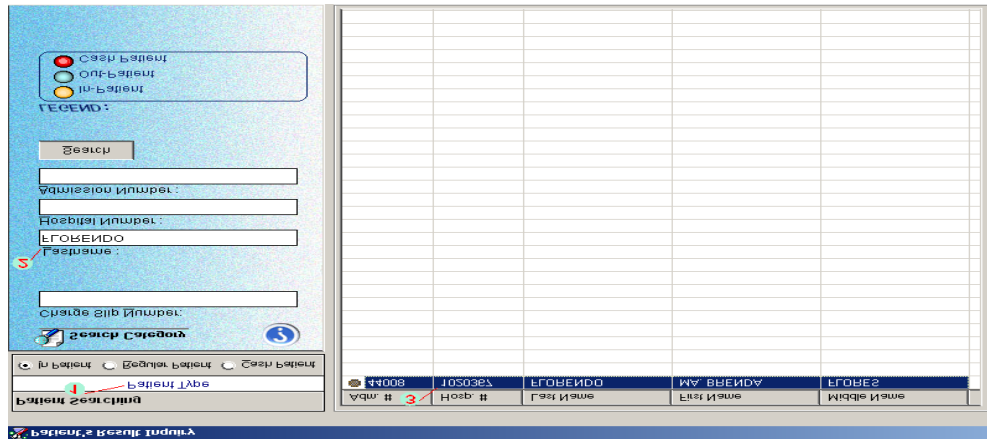 Patient's Result Inquiry
Patient Searching
1
Patient Type
In Patient
Regular Patient
Cash Patient
Search Category
Charge Slip Number:
2
Lastname :
FLORENDO
Hospital Number :
Admission Number :
Search
LEGEND :
In-Patient
Out-Patient
Cash Patient
Adm. # 3 Hosp. # Last Name First Name Middle Name
44008 1020367 FLORENDO MA. BRENDA FLORES